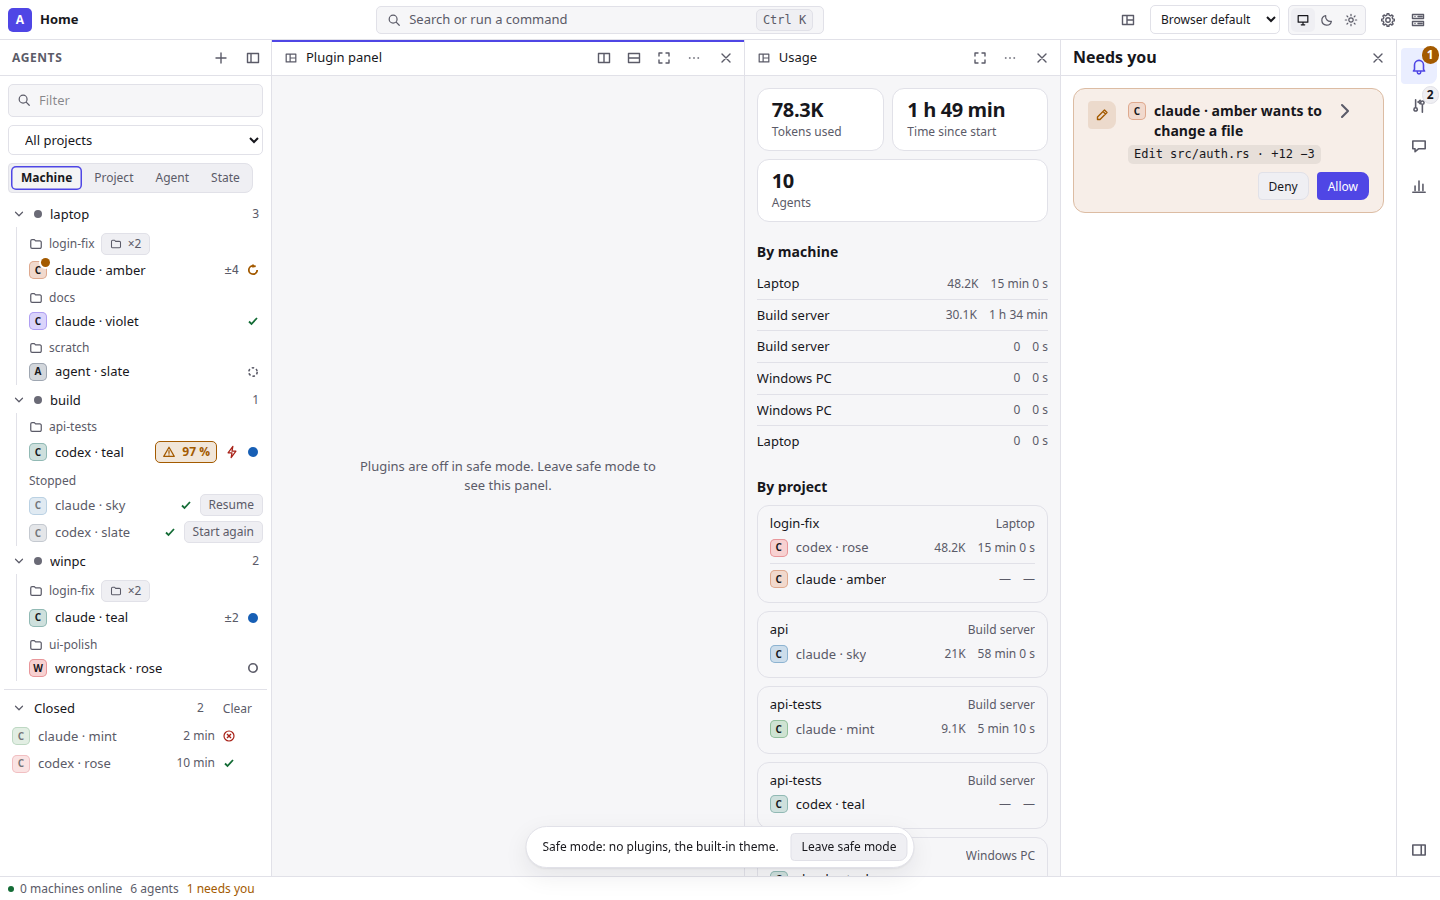 A Home
Search or run a command Ctrl K
Browser default
AGENTS
Filter
All projects
Machine Project Agent State
laptop 3
login-fix ×2
C claude · amber ±4
docs
C claude · violet
scratch
A agent · slate
build 1
api-tests
C codex · teal 97 %
Stopped
C claude · sky Resume
C codex · slate Start again
winpc 2
login-fix ×2
C claude · teal ±2
ui-polish
W wrongstack · rose
Closed 2 Clear
C claude · mint 2 min
C codex · rose 10 min
Plugin panel
Plugins are off in safe mode. Leave safe mode to
see this panel.
Usage
78.3K
Tokens used
1 h 49 min
Time since start
10
Agents
By machine
Laptop 48.2K 15 min 0 s
Build server 30.1K 1 h 34 min
Build server 0 0 s
Windows PC 0 0 s
Windows PC 0 0 s
Laptop 0 0 s
By project
login-fix Laptop
C codex · rose 48.2K 15 min 0 s
C claude · amber — —
api Build server
C claude · sky 21K 58 min 0 s
api-tests Build server
C claude · mint 9.1K 5 min 10 s
api-tests Build server
C codex · teal — —
Windows PC
Needs you
C claude · amber wants to
change a file
Edit src/auth.rs · +12 −3
Deny Allow
1
2
Safe mode: no plugins, the built-in theme. Leave safe mode
0 machines online 6 agents 1 needs you